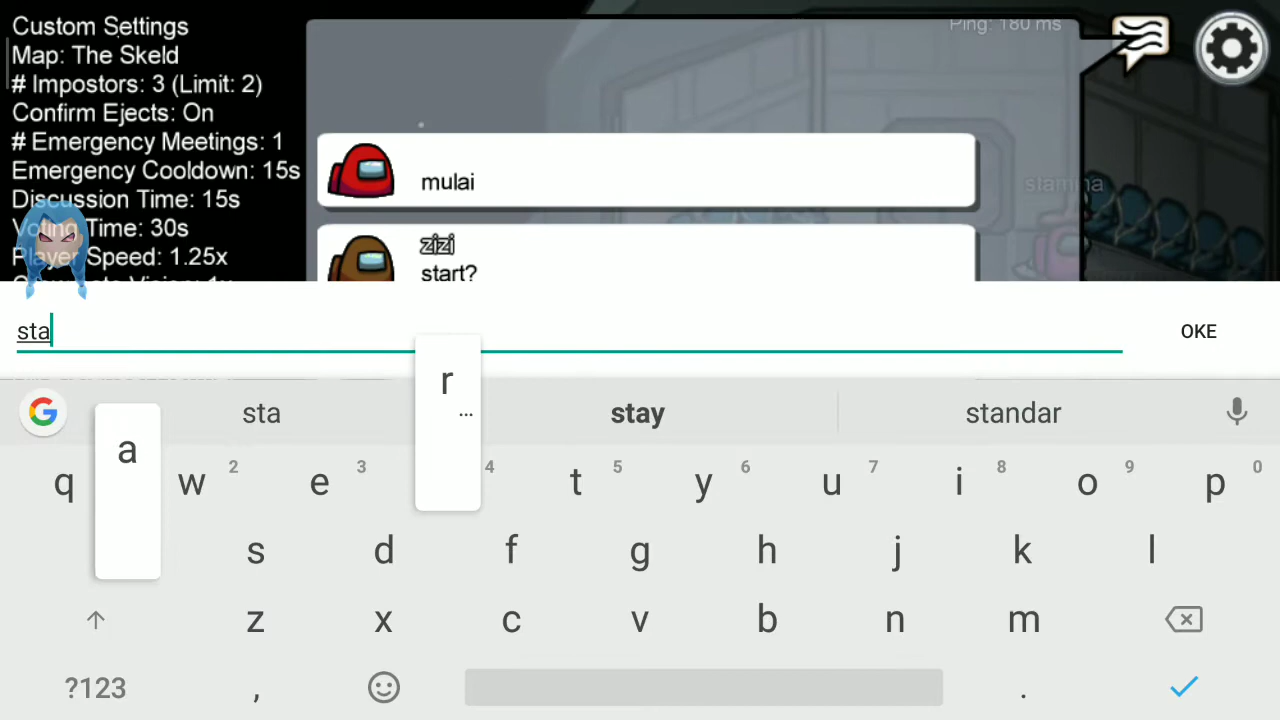 Custom Settings
Map: The Skeld
# Impostors: 3 (Limit: 2)
Confirm Ejects: On
# Emergency Meetings: 1
Emergency Cooldown: 15s
Discussion Time: 15s
Voting Time: 30s
Player Speed: 1.25x
Ping: 180 ms
mulai
stamina
zizi
start?
sta
OKE
sta
stay
standar
q w 2 e 3 r ... 4 t 5 y 6 u 7 i 8 o 9 p 0
a s d f g h j k l
z x c v b n m
?123 , .